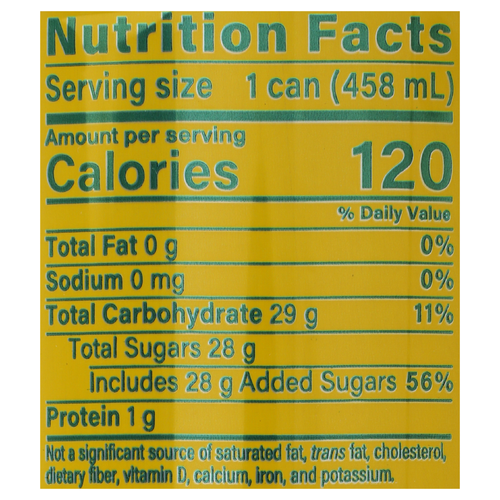 Nutrition Facts
Serving size 1 can (458 mL)
Amount per serving
Calories 120
% Daily Value
Total Fat 0 g 0%
Sodium 0 mg 0%
Total Carbohydrate 29 g 11%
Total Sugars 28 g
Includes 28 g Added Sugars 56%
Protein 1 g
Not a significant source of saturated fat, trans fat, cholesterol,
dietary fiber, vitamin D, calcium, iron, and potassium.